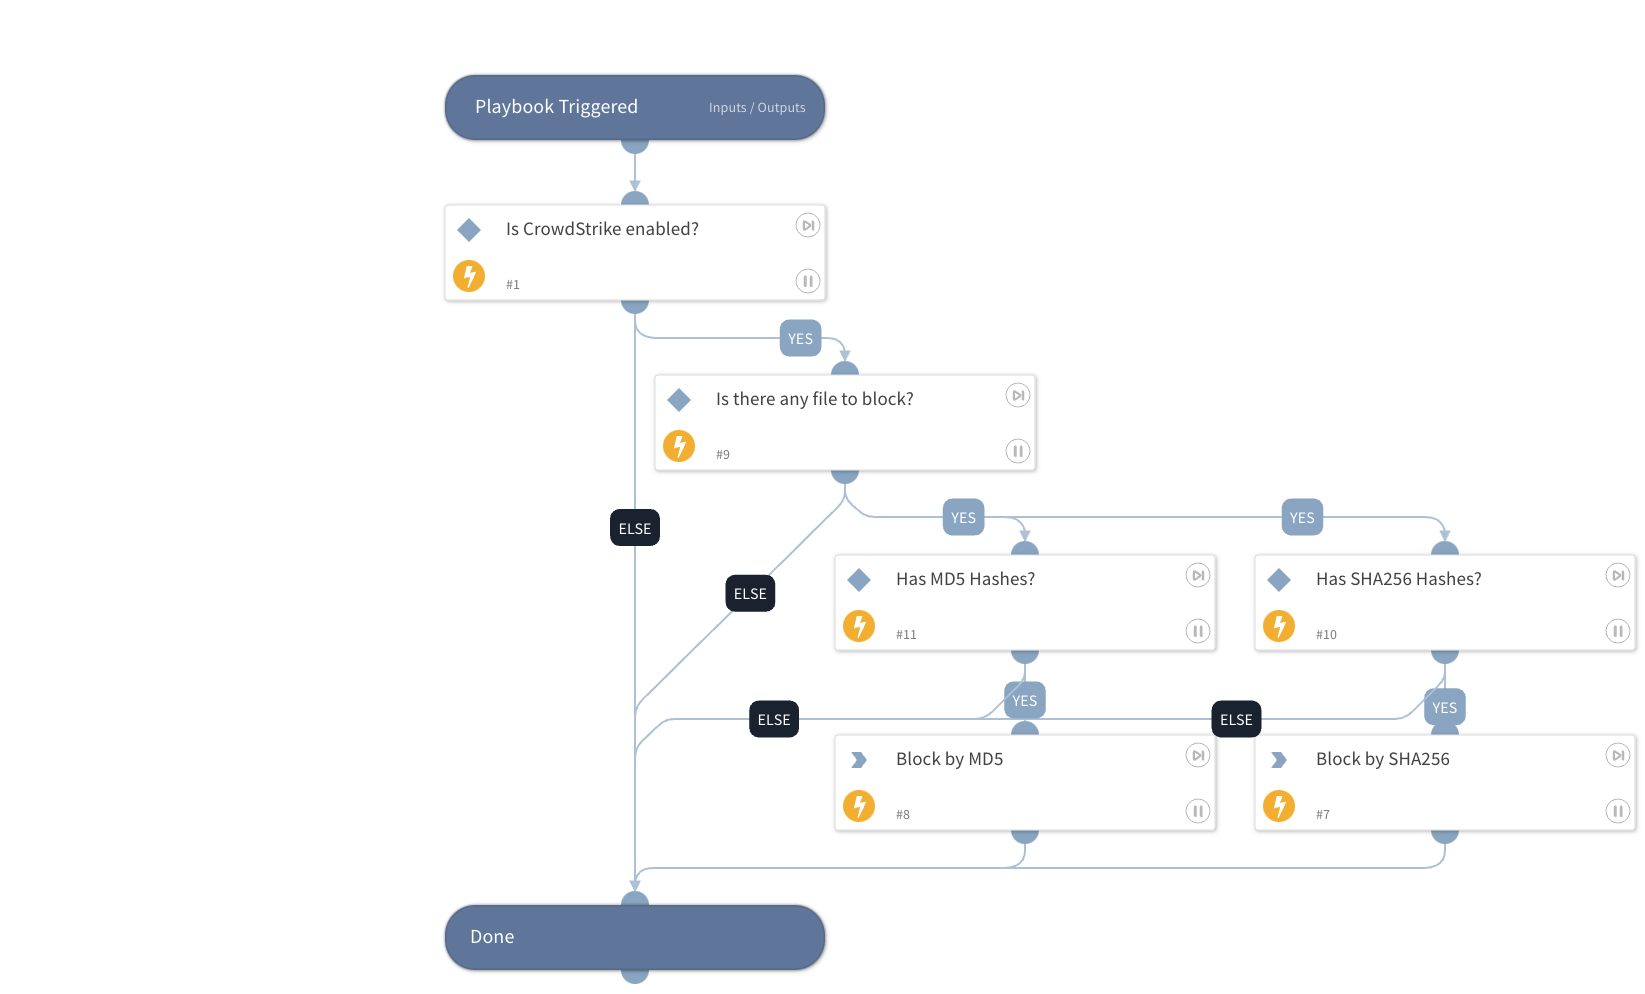 Playbook Triggered Inputs / Outputs
Is CrowdStrike enabled?
#1
YES
Is there any file to block?
#9
YES YES
ELSE
Has MD5 Hashes? Has SHA256 Hashes?
ELSE
#11 #10
YES YES
ELSE ELSE
Block by MD5 Block by SHA256
#8 #7
Done